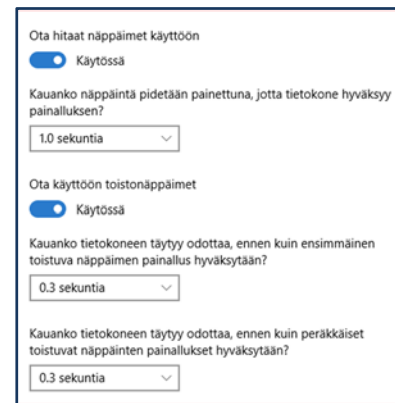 Ota hitaat näppäimet käyttöön
Käytössä
Kauanko näppäintä pidetään painettuna, jotta tietokone hyväksyy
painalluksen?
1.0 sekuntia
Ota käyttöön toistonäppäimet
Käytössä
Kauanko tietokoneen täytyy odottaa, ennen kuin ensimmäinen
toistuva näppäimen painallus hyväksytään?
0.3 sekuntia
Kauanko tietokoneen täytyy odottaa, ennen kuin peräkkäiset
toistuvat näppäinten painallukset hyväksytään?
0.3 sekuntia